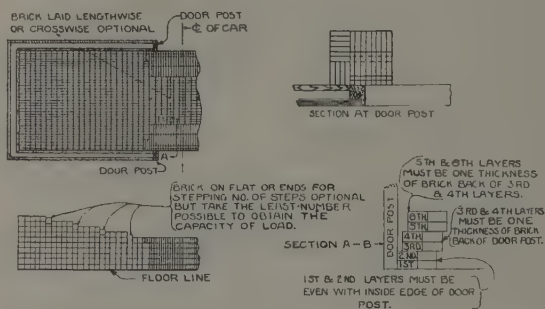 BRICK LAID LENGTHWISE
OR CROSSWISE OPTIONAL
DOOR POST
℄ OF CAR
DOOR POST
A
SECTION AT DOOR POST
BRICK ON FLAT OR ENDS FOR
STEPPING NO. OF STEPS OPTIONAL
BUT TAKE THE LEAST NUMBER
POSSIBLE TO OBTAIN THE
CAPACITY OF LOAD.
FLOOR LINE
5TH & 6TH LAYERS
MUST BE ONE THICKNESS
OF BRICK BACK OF 3RD
& 4TH LAYERS.
DOOR POST
6TH
5TH
4TH
3RD
2ND
1ST
3RD & 4TH LAYERS
MUST BE ONE
THICKNESS OF BRICK
BACK OF DOOR POST.
SECTION A-B
1ST & 2ND LAYERS MUST BE
EVEN WITH INSIDE EDGE OF DOOR
POST.